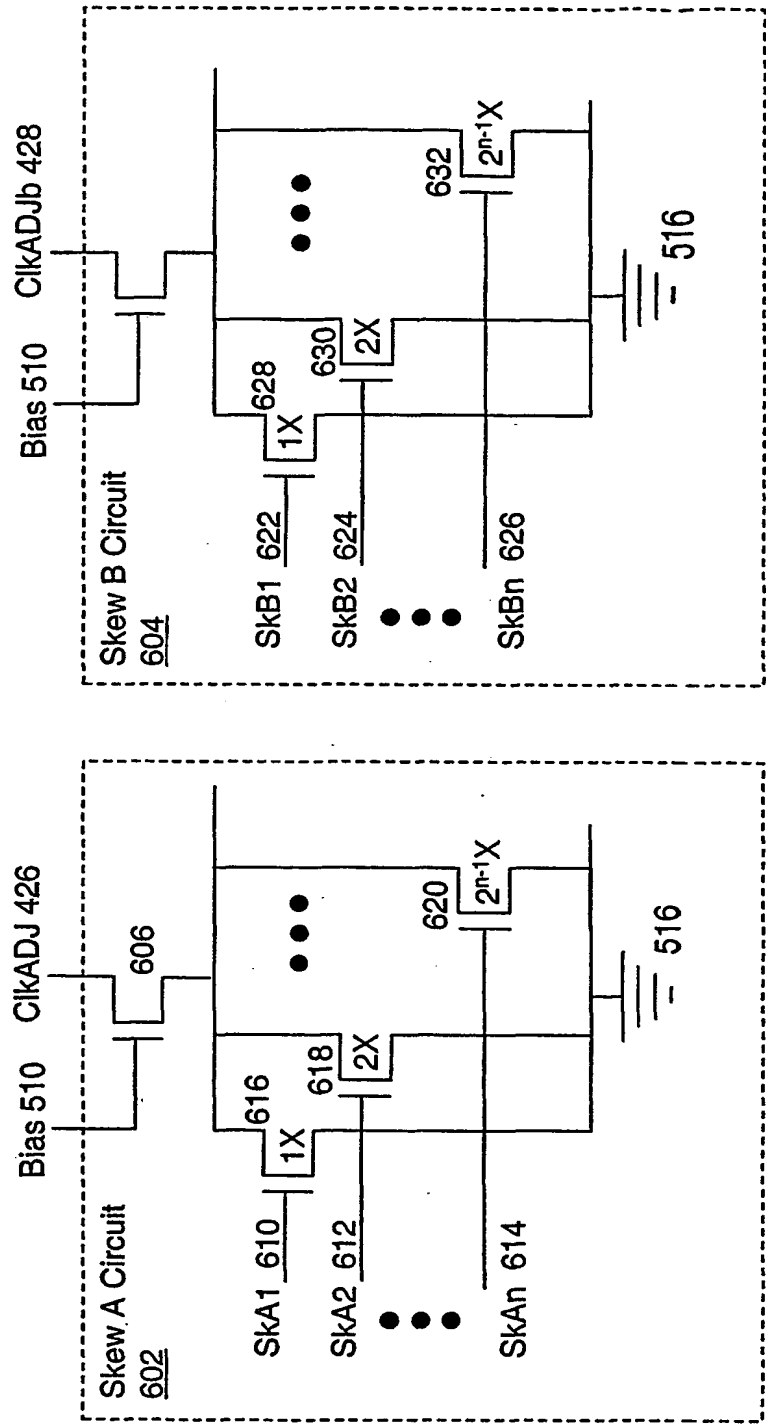 Skew A Circuit
602
Bias 510
ClkADJ 426
606
SkA1 610
616
1X
SkA2 612
618
2X
SkAn 614
620
2ⁿ⁻¹X
516
Skew B Circuit
604
Bias 510
ClkADJb 428
SkB1 622
628
1X
SkB2 624
630
2X
SkBn 626
632
2ⁿ⁻¹X
516